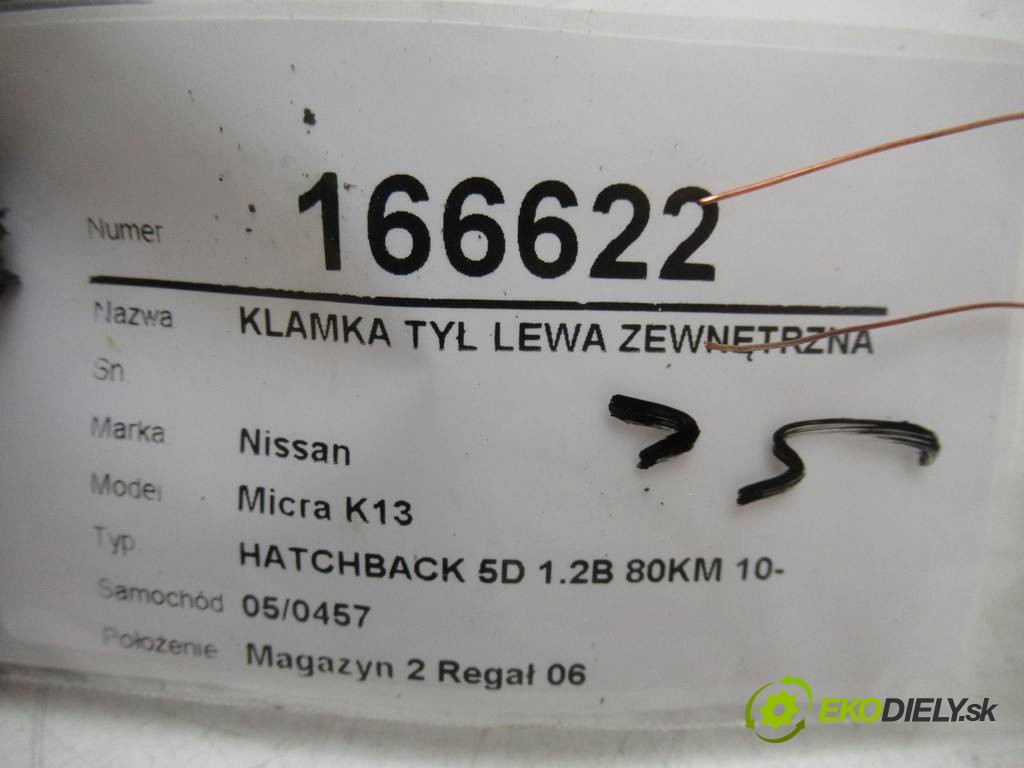 Numer 166622
Nazwa KLAMKA TYŁ LEWA ZEWNĘTRZNA
Sn.
Marka Nissan
Model Micra K13
Typ. HATCHBACK 5D 1.2B 80KM 10-
Samochód 05/0457
Położenie Magazyn 2 Regał 06
EKODIELY.sk